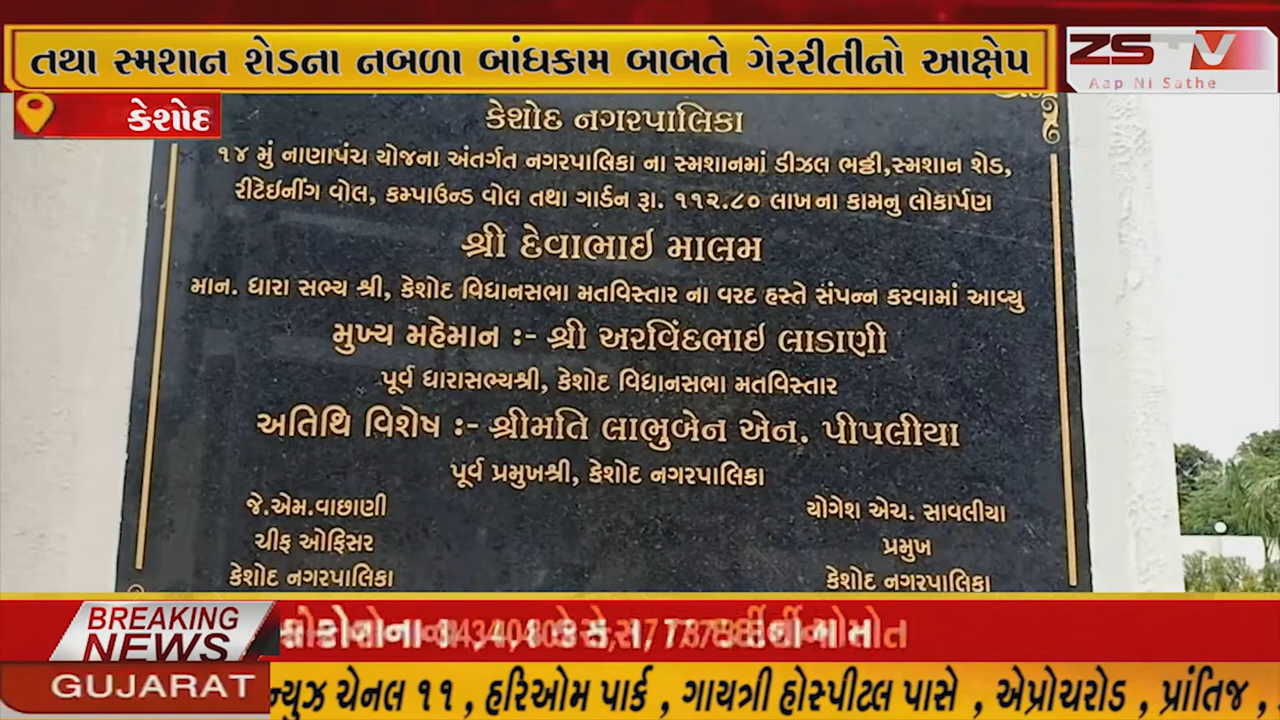 તથા સ્મશાન શેડના નબળા બાંધકામ બાબતે ગેરરીતીનો આક્ષેપ
ZSTV
Aap Ni Sathe
કેશોદ
કેશોદ નગરપાલિકા
૧૪ મું નાણાપંચ યોજના અંતર્ગત નગરપાલિકા ના સ્મશાનમાં ડીઝલ ભઠ્ઠી,સ્મશાન શેડ,
રીટેઈનીંગ વોલ, કમ્પાઉન્ડ વોલ તથા ગાર્ડન રૂા. ૧૧૨.૮૦ લાખના કામનુ લોકાર્પણ
શ્રી દેવાભાઇ માલમ
માન. ધારા સભ્ય શ્રી, કેશોદ વિધાનસભા મતવિસ્તાર ના વરદ હસ્તે સંપન્ન કરવામાં આવ્યુ
મુખ્ય મહેમાન :- શ્રી અરવિંદભાઇ લાડાણી
પૂર્વ ધારાસભ્યશ્રી, કેશોદ વિધાનસભા મતવિસ્તાર
અતિથિ વિશેષ :- શ્રીમતિ લાભુબેન એન. પીપલીયા
પૂર્વ પ્રમુખશ્રી, કેશોદ નગરપાલિકા
જે.એમ.વાછાણી
ચીફ ઓફિસર
કેશોદ નગરપાલિકા
યોગેશ એચ. સાવલીયા
પ્રમુખ
કેશોદ નગરપાલિકા
BREAKING NEWS
GUJARAT
ન્યુઝ ચેનલ ૧૧ , હરિઓમ પાર્ક , ગાયત્રી હોસ્પીટલ પાસે , એપ્રોચરોડ , પ્રાંતિજ ,